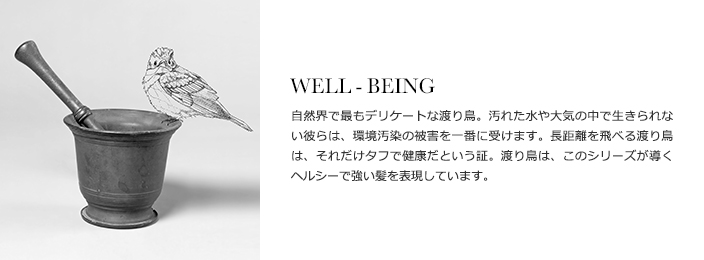 WELL - BEING
自然界で最もデリケートな渡り鳥。汚れた水や大気の中で生きられな
い彼らは、環境汚染の被害を一番に受けます。長距離を飛べる渡り鳥
は、それだけタフで健康だという証。渡り鳥は、このシリーズが導く
ヘルシーで強い髪を表現しています。